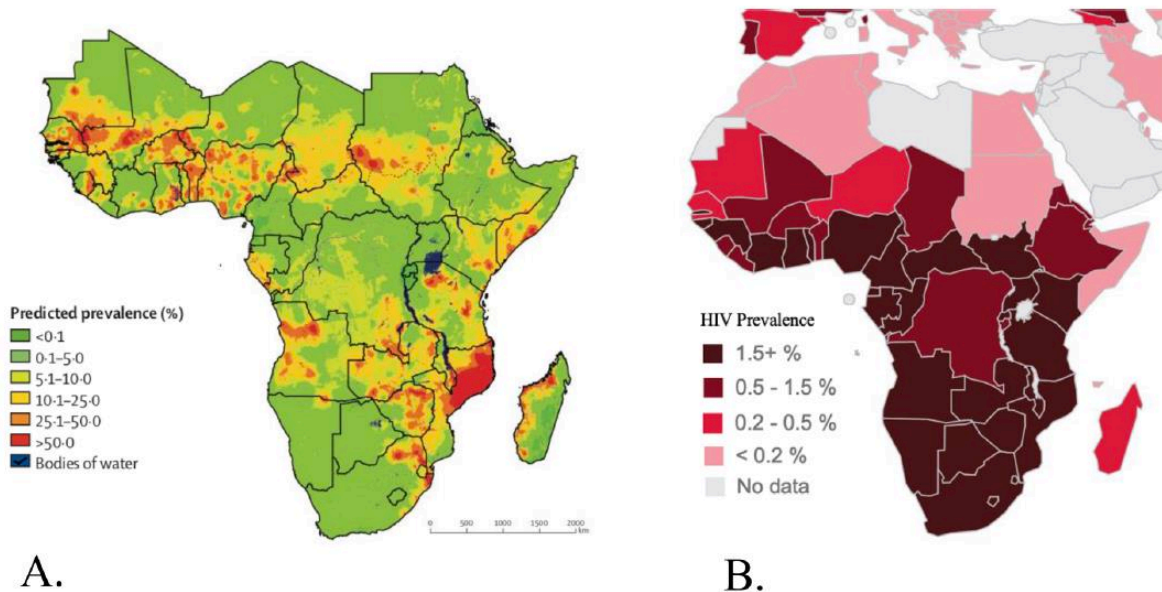 Predicted prevalence (%)
<0·1
0·1–5·0
5·1–10·0
10·1–25·0
25·1–50·0
>50·0
Bodies of water
0 500 1000 1500 2000
km
A.
HIV Prevalence
1.5+ %
0.5 - 1.5 %
0.2 - 0.5 %
< 0.2 %
No data
B.